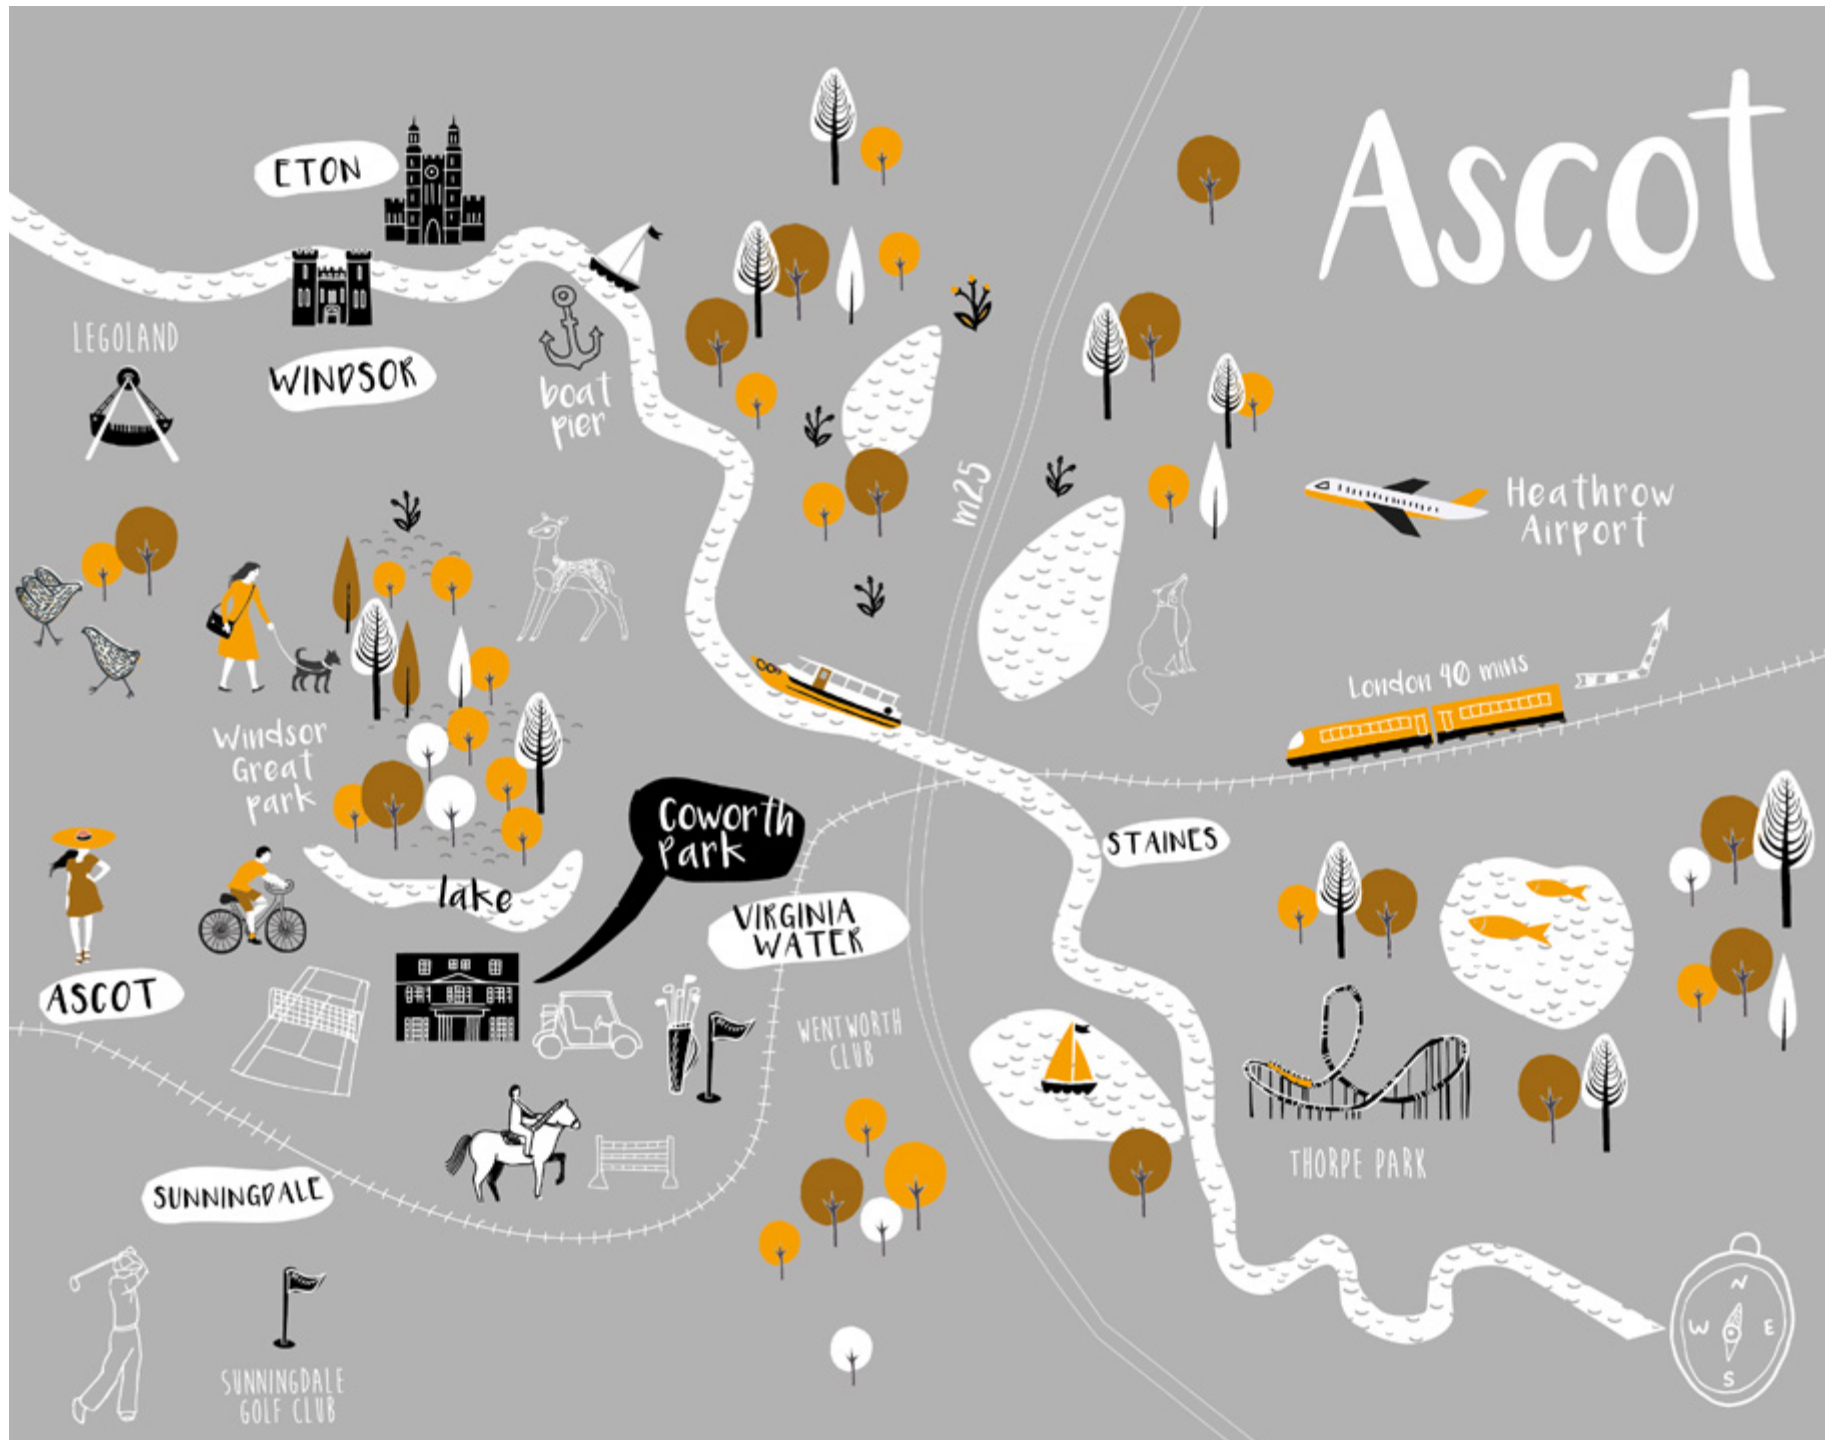 Ascot
ETON
LEGOLAND
WINDSOR
boat
pier
m25
Heathrow
Airport
London 40 mins
Windsor
Great
park
Coworth
Park
STAINES
lake
VIRGINIA
WATER
ASCOT
WENTWORTH
CLUB
THORPE PARK
SUNNINGDALE
N
W
E
S
SUNNINGDALE
GOLF CLUB